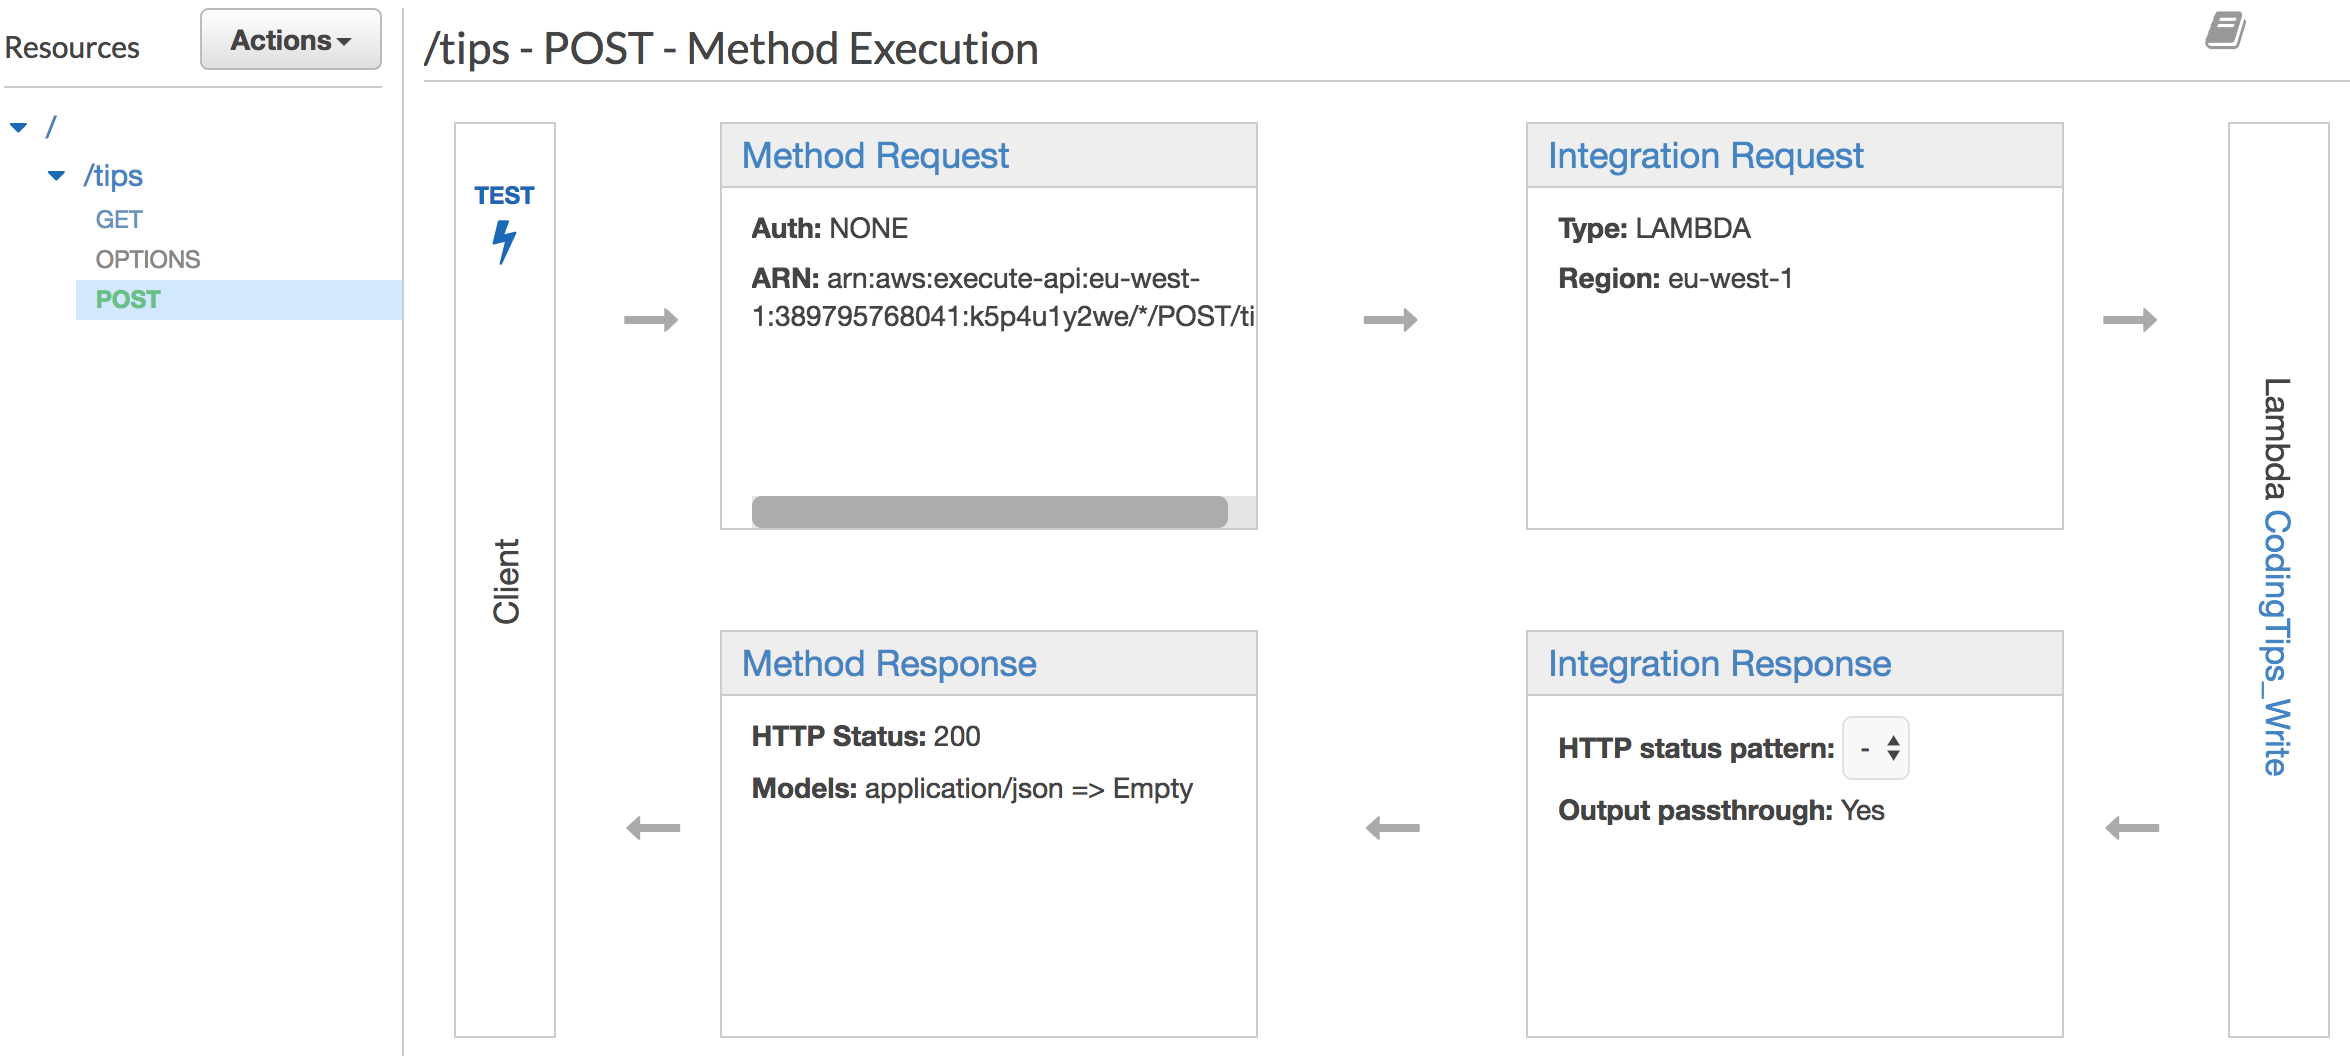 Resources
Actions
/
/tips
GET
OPTIONS
POST
/tips - POST - Method Execution
TEST
Client
Method Request
Auth: NONE
ARN: arn:aws:execute-api:eu-west-
1:389795768041:k5p4u1y2we/*/POST/ti
Integration Request
Type: LAMBDA
Region: eu-west-1
Lambda CodingTips_Write
Method Response
HTTP Status: 200
Models: application/json => Empty
Integration Response
HTTP status pattern: -
Output passthrough: Yes